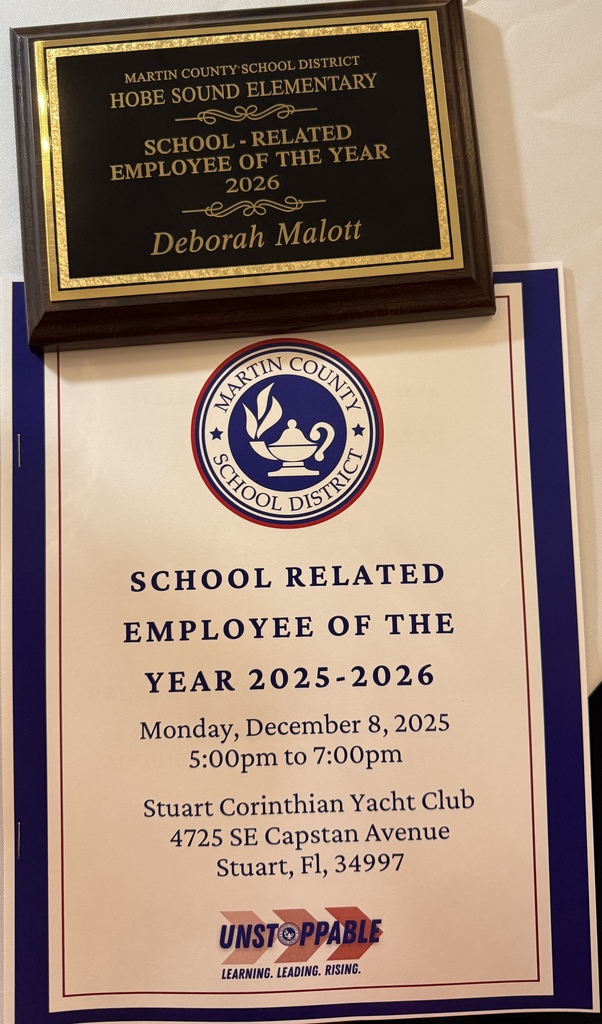 MARTIN COUNTY SCHOOL DISTRICT
HOBE SOUND ELEMENTARY
SCHOOL - RELATED
EMPLOYEE OF THE YEAR
2026
Deborah Malott
MARTIN COUNTY
SCHOOL DISTRICT
SCHOOL RELATED
EMPLOYEE OF THE
YEAR 2025-2026
Monday, December 8, 2025
5:00pm to 7:00pm
Stuart Corinthian Yacht Club
4725 SE Capstan Avenue
Stuart, Fl, 34997
UNSTOPPABLE
LEARNING. LEADING. RISING.